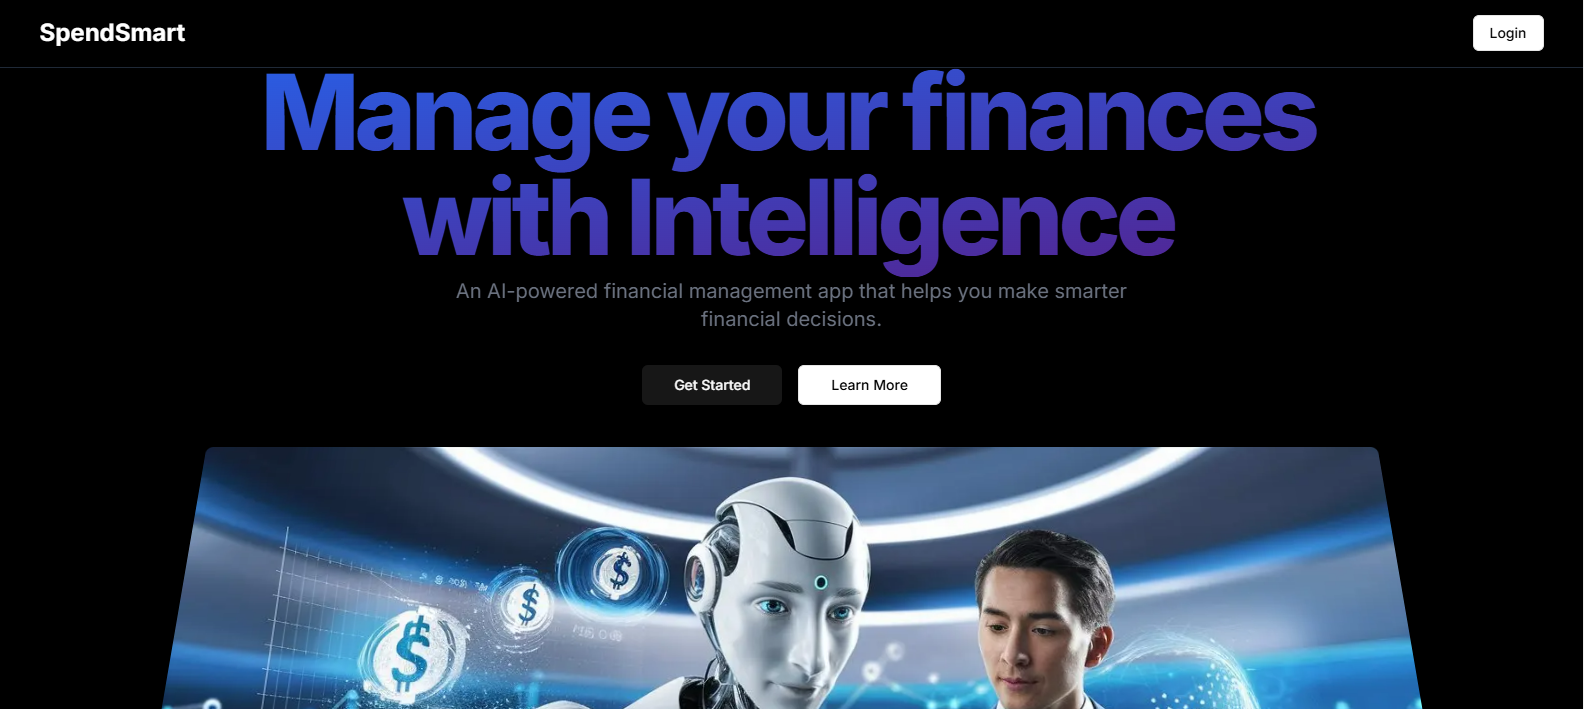 SpendSmart
Login
Manage your finances
with Intelligence
An AI-powered financial management app that helps you make smarter
financial decisions.
Get Started
Learn More
$
$
$